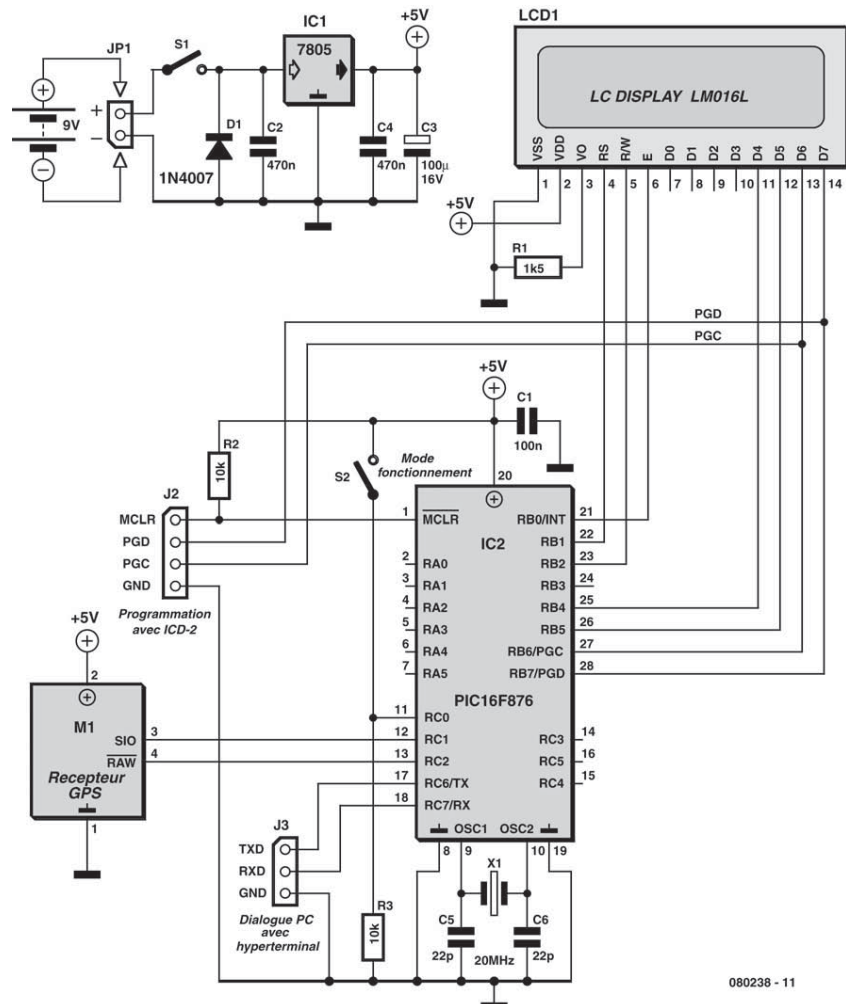 JP1
S1
IC1
7805
+5V
9V
+
−
D1
1N4007
C2
470n
C4
470n
C3
100µ
16V
LCD1
LC DISPLAY LM016L
VSS
VDD
VO
RS
R/W
E
D0
D1
D2
D3
D4
D5
D6
D7
1
2
3
4
5
6
7
8
9
10
11
12
13
14
+5V
R1
1k5
PGD
PGC
+5V
C1
100n
R2
10k
S2
Mode
fonctionnement
J2
MCLR
PGD
PGC
GND
Programmation
avec ICD-2
+5V
2
M1
SIO
3
RAW
4
Recepteur
GPS
1
20
IC2
PIC16F876
1
MCLR
2
RA0
3
RA1
4
RA2
5
RA3
6
RA4
7
RA5
11
RC0
12
RC1
13
RC2
17
RC6/TX
18
RC7/RX
RB0/INT
21
RB1
22
RB2
23
RB3
24
RB4
25
RB5
26
RB6/PGC
27
RB7/PGD
28
RC3
14
RC5
16
RC4
15
OSC1
OSC2
8
9
10
19
J3
TXD
RXD
GND
Dialogue PC
avec
hyperterminal
R3
10k
X1
C5
22p
20MHz
C6
22p
080238 - 11